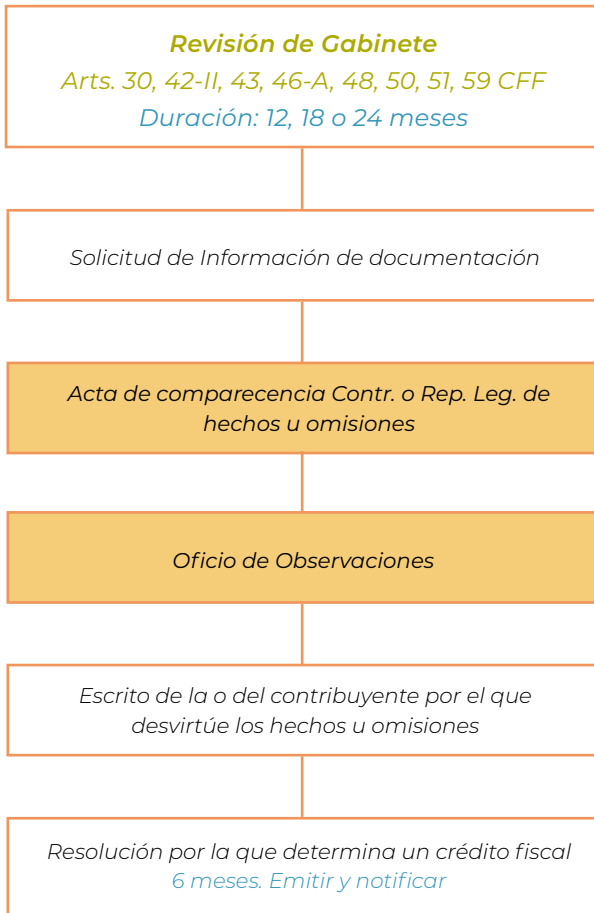 Revisión de Gabinete
Arts. 30, 42-II, 43, 46-A, 48, 50, 51, 59 CFF
Duración: 12, 18 o 24 meses
Solicitud de Información de documentación
Acta de comparecencia Contr. o Rep. Leg. de
hechos u omisiones
Oficio de Observaciones
Escrito de la o del contribuyente por el que
desvirtúe los hechos u omisiones
Resolución por la que determina un crédito fiscal
6 meses. Emitir y notificar